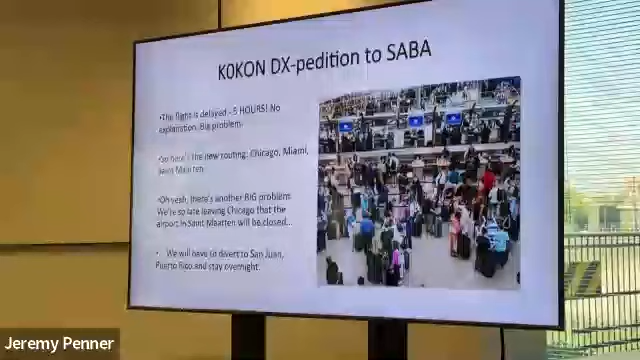 K0KON DX-pedition to SABA
•The flight is delayed ~5 HOURS! No
explanation. Big problem.
here's the new routing: Chicago, Miami,
Saint Maarten
•Oh yeah, there's another BIG problem.
We're so late leaving Chicago that the
airport in Saint Maarten will be closed...
• We will have to divert to San Juan,
Puerto Rico and stay overnight.
Jeremy Penner